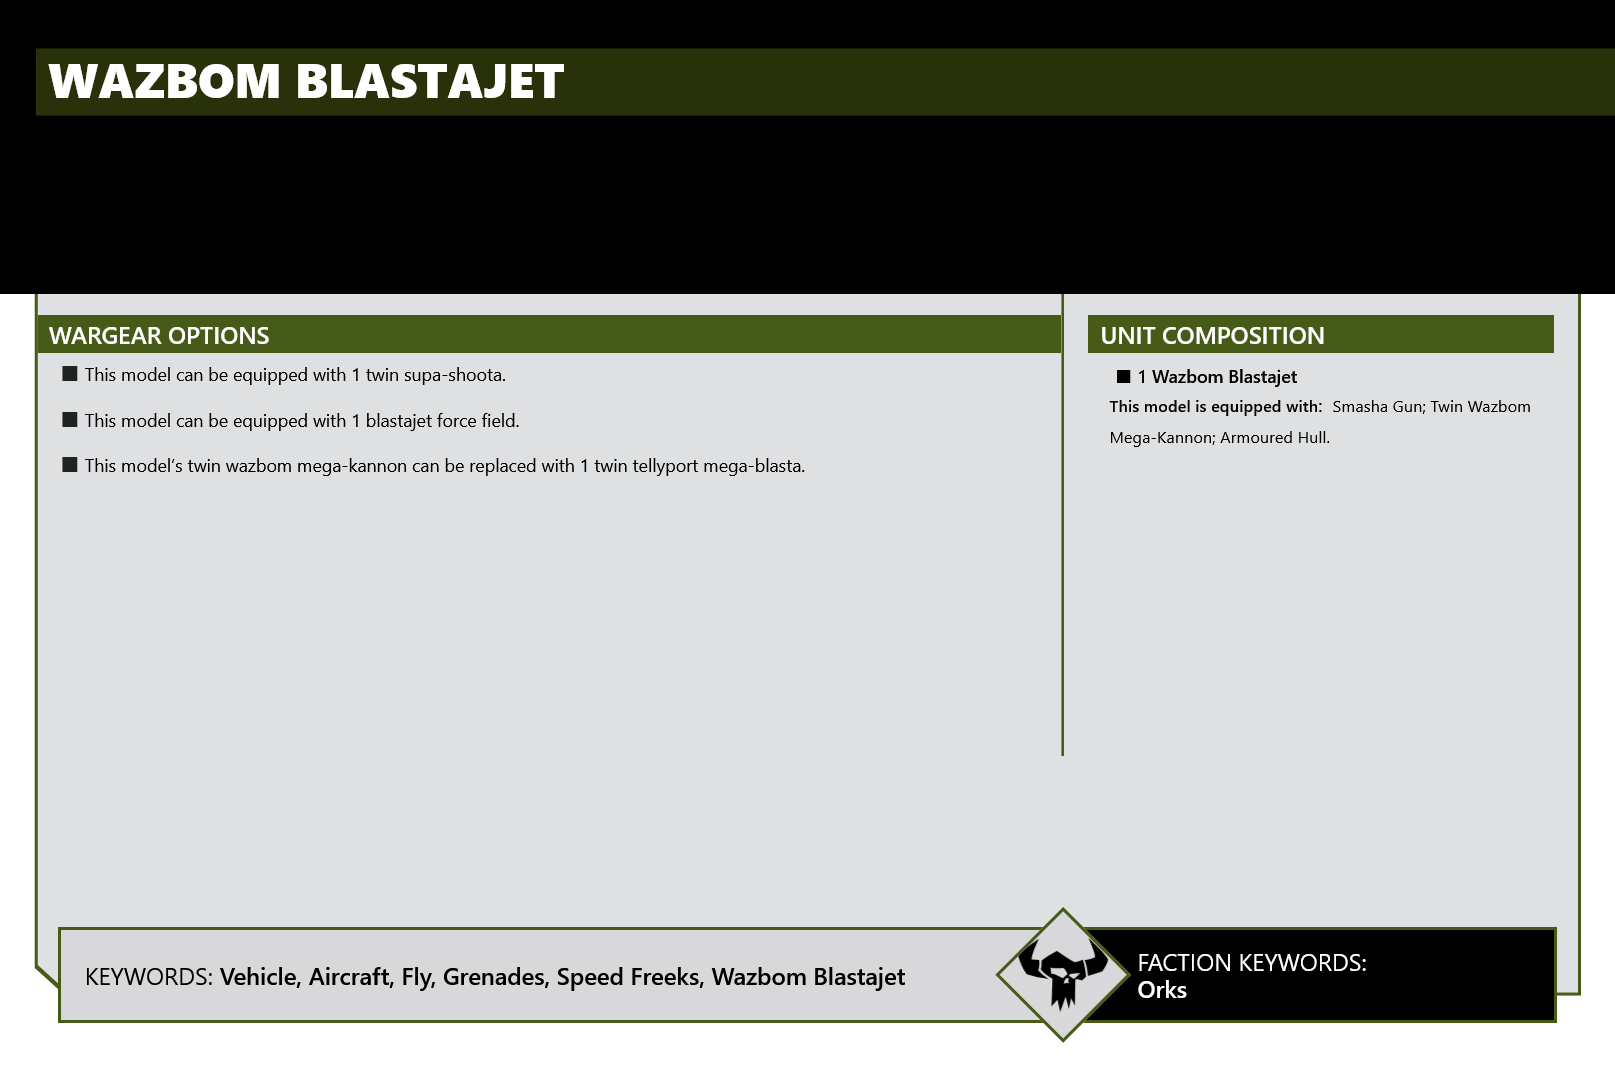 WAZBOM BLASTAJET
WARGEAR OPTIONS
■ This model can be equipped with 1 twin supa-shoota.
■ This model can be equipped with 1 blastajet force field.
■ This model’s twin wazbom mega-kannon can be replaced with 1 twin tellyport mega-blasta.
UNIT COMPOSITION
■ 1 Wazbom Blastajet
This model is equipped with: Smasha Gun; Twin Wazbom
Mega-Kannon; Armoured Hull.
KEYWORDS: Vehicle, Aircraft, Fly, Grenades, Speed Freeks, Wazbom Blastajet
FACTION KEYWORDS:
Orks